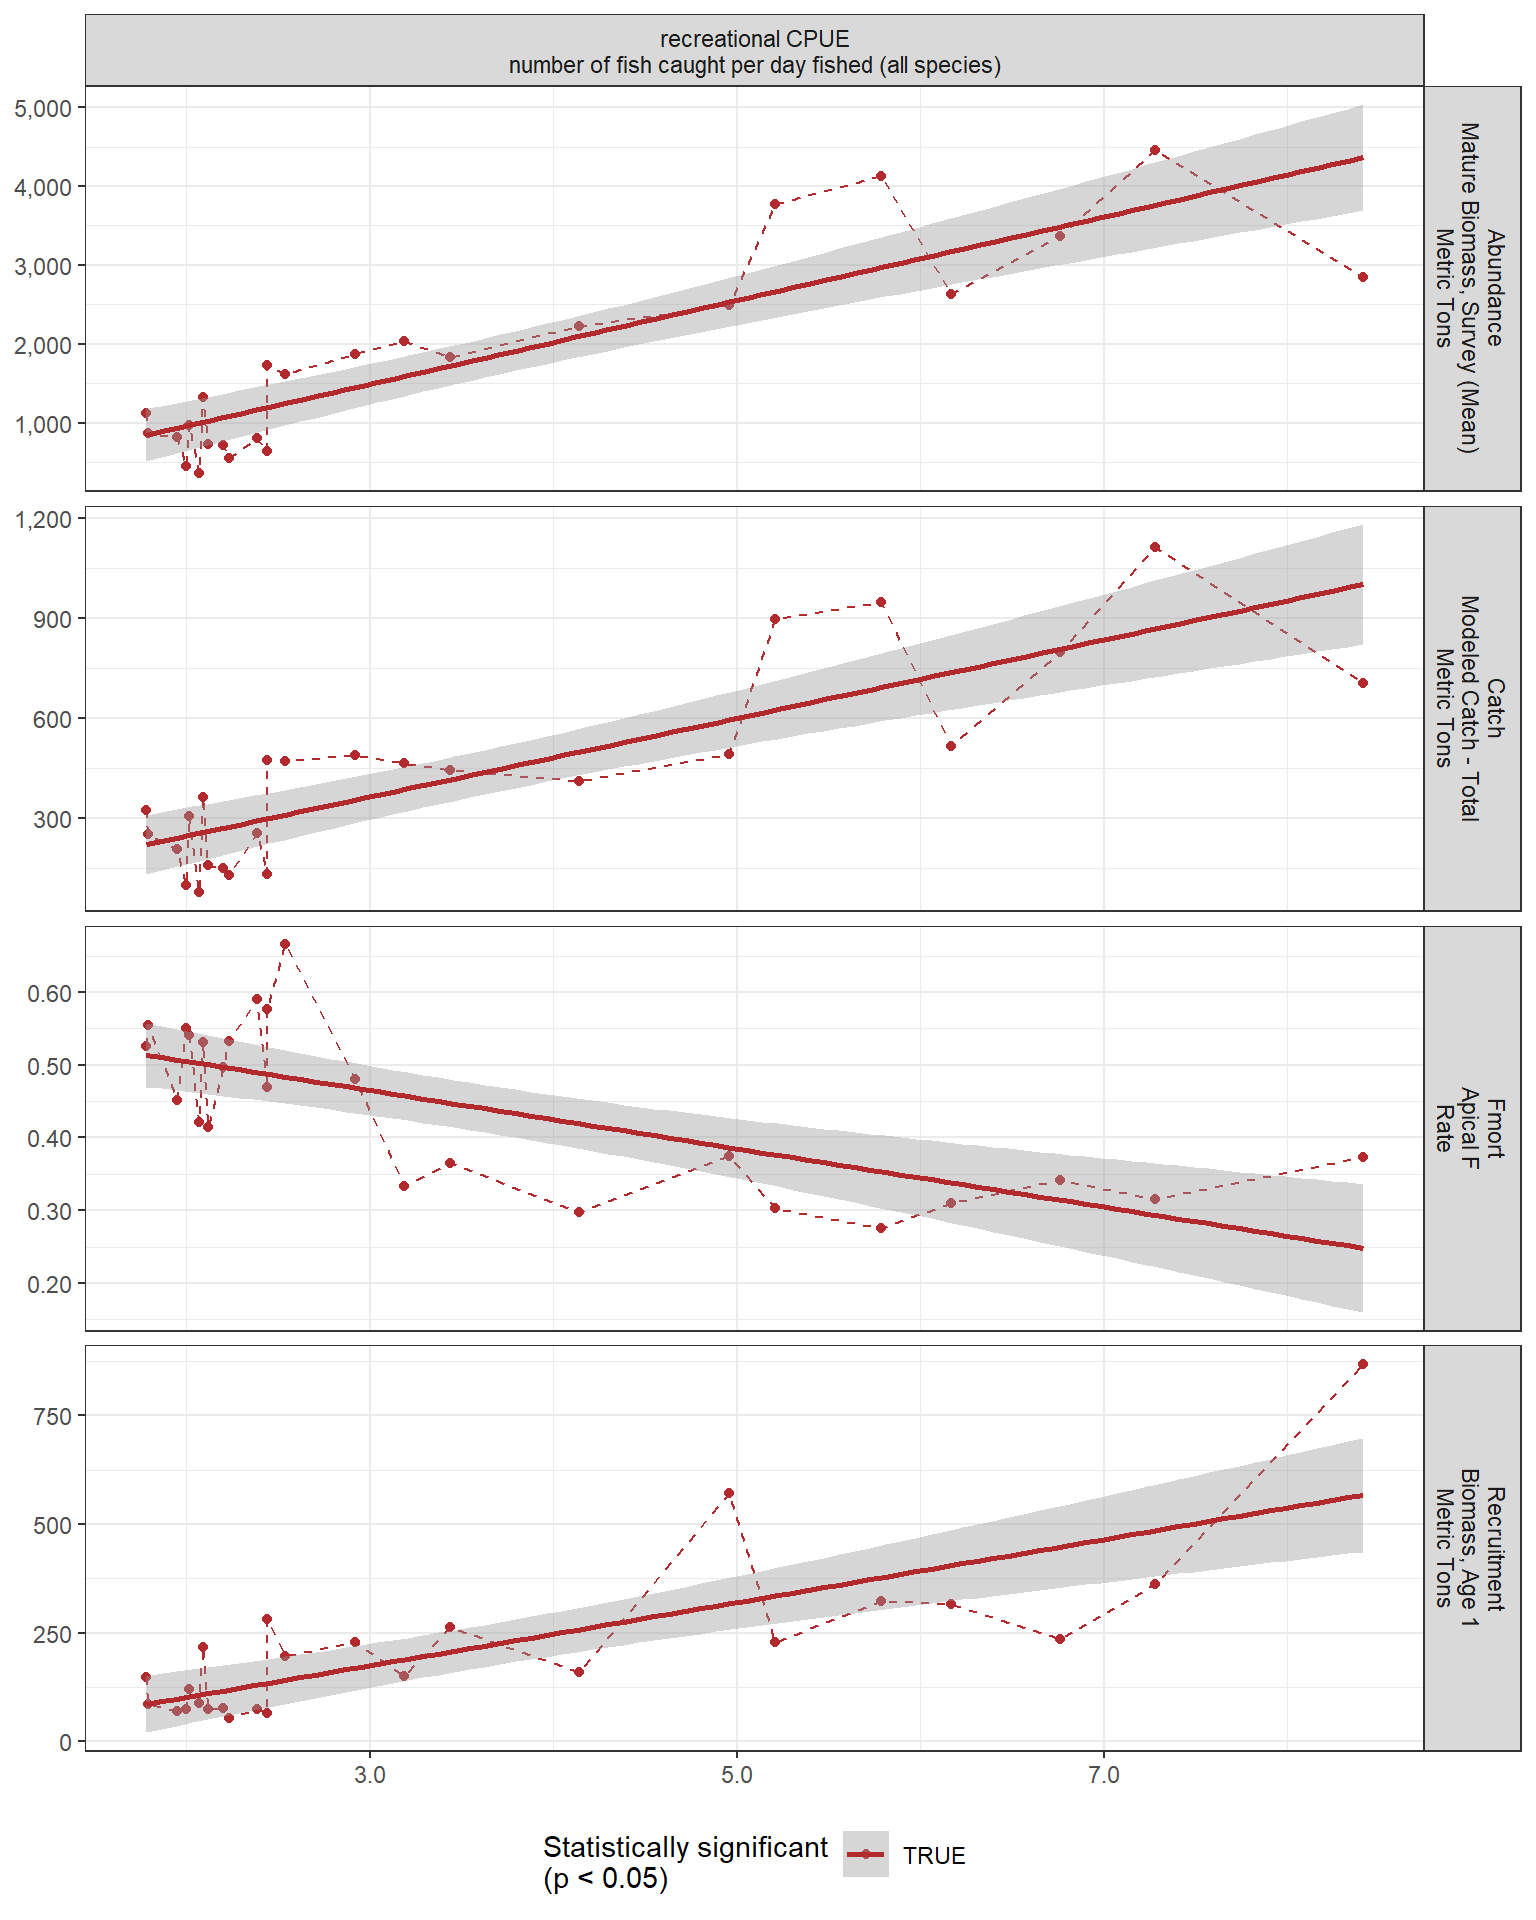 recreational CPUE
number of fish caught per day fished (all species)
5,000
4,000
3,000
2,000
1,000
Abundance
Mature Biomass, Survey (Mean)
Metric Tons
1,200
900
600
300
Catch
Modeled Catch - Total
Metric Tons
0.60
0.50
0.40
0.30
0.20
Fmort
Apical F
Rate
750
500
250
0
Recruitment
Biomass, Age 1
Metric Tons
3.0
5.0
7.0
Statistically significant
(p < 0.05)
TRUE